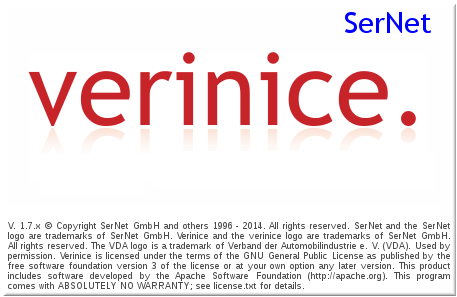 SerNet
verinice.
V. 1.7.x © Copyright SerNet GmbH and others 1996 - 2014. All rights reserved. SerNet and the SerNet
logo are trademarks of SerNet GmbH. Verinice and the verinice logo are trademarks of SerNet GmbH.
All rights reserved. The VDA logo is a trademark of Verband der Automobilindustrie e. V. (VDA). Used by
permission. Verinice is licensed under the terms of the GNU General Public License as published by the
free software foundation version 3 of the license or at your own option any later version. This product
includes software developed by the Apache Software Foundation (http://apache.org). This program
comes with ABSOLUTELY NO WARRANTY; see license.txt for details.